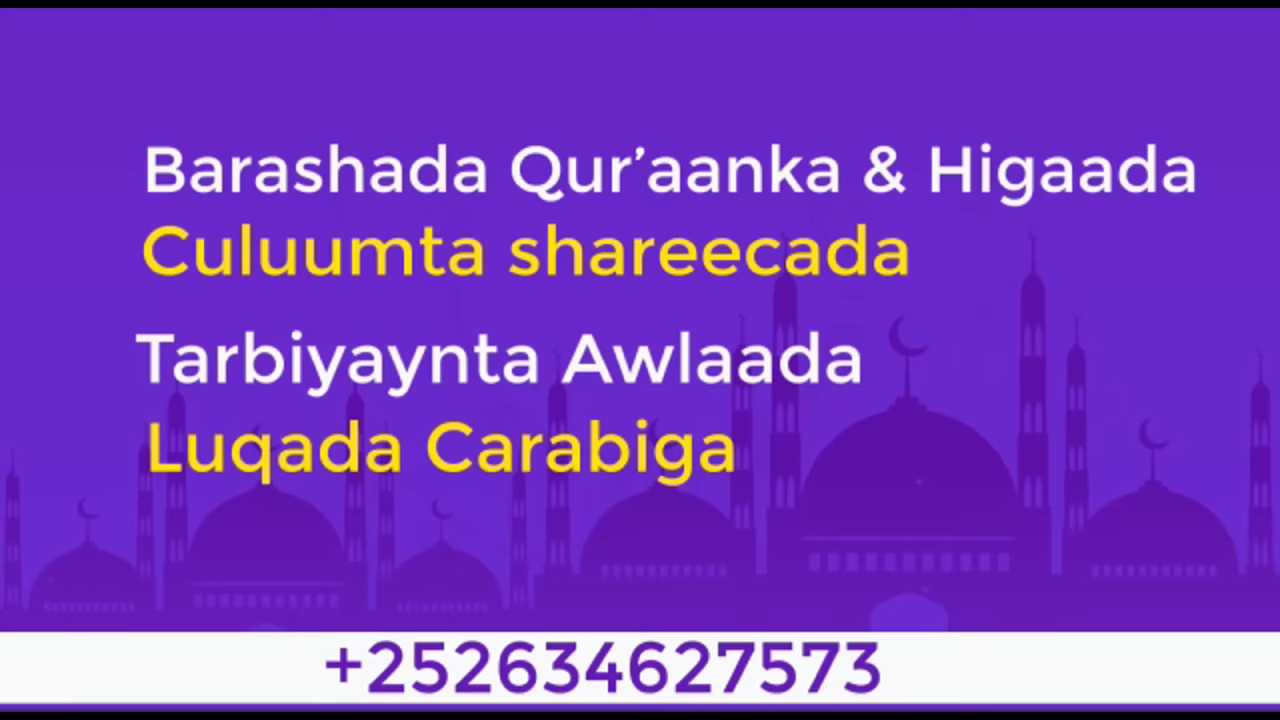 Barashada Qur’aanka & Higaada
Culuumta shareecada
Tarbiyaynta Awlaada
Luqada Carabiga
+252634627573